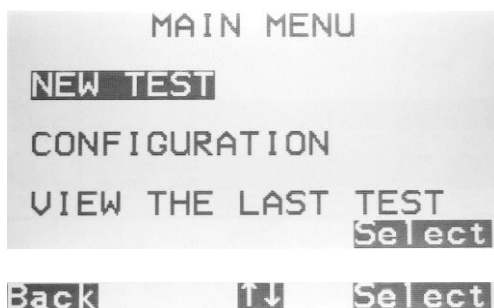 MAIN MENU
NEW TEST
CONFIGURATION
VIEW THE LAST TEST
Select
Back ↑↓ Select